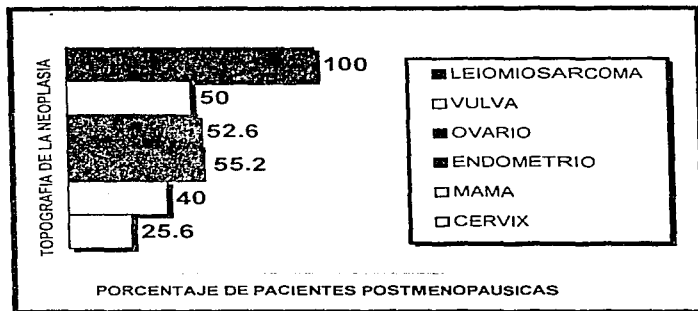 TOPOGRAFIA DE LA NEOPLASIA
100
50
52.6
55.2
40
25.6
LEIOMIOSARCOMA
VULVA
OVARIO
ENDOMETRIO
MAMA
CERVIX
PORCENTAJE DE PACIENTES POSTMENOPAUSICAS